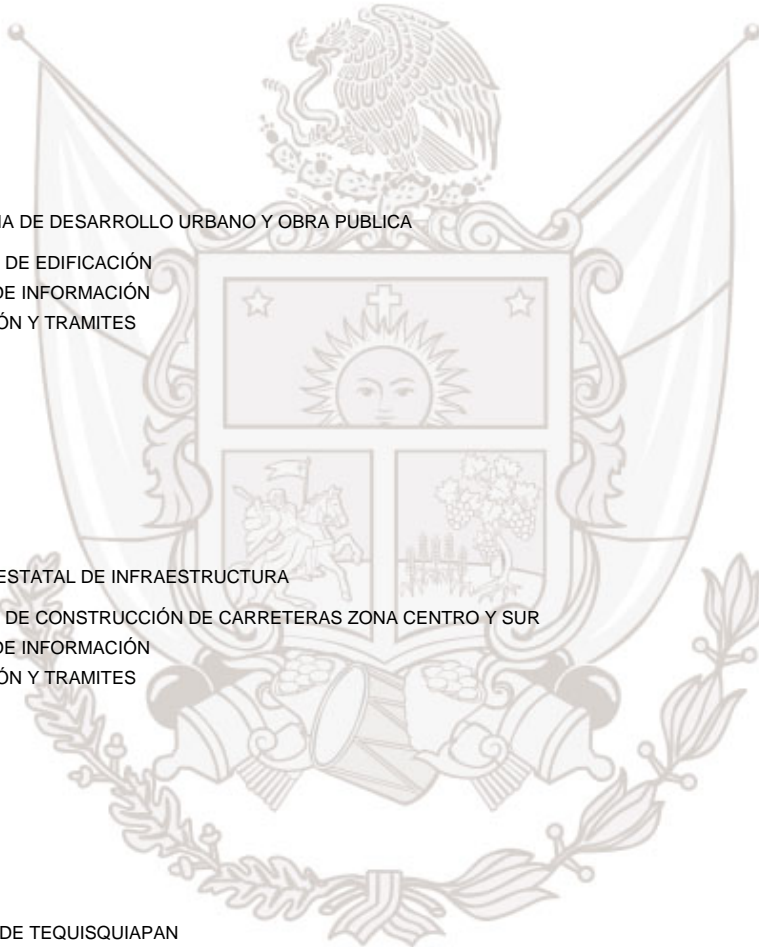 IA DE DESARROLLO URBANO Y OBRA PUBLICA
DE EDIFICACIÓN
DE INFORMACIÓN
ÓN Y TRAMITES
ESTATAL DE INFRAESTRUCTURA
DE CONSTRUCCIÓN DE CARRETERAS ZONA CENTRO Y SUR
DE INFORMACIÓN
ÓN Y TRAMITES
DE TEQUISQUIAPAN